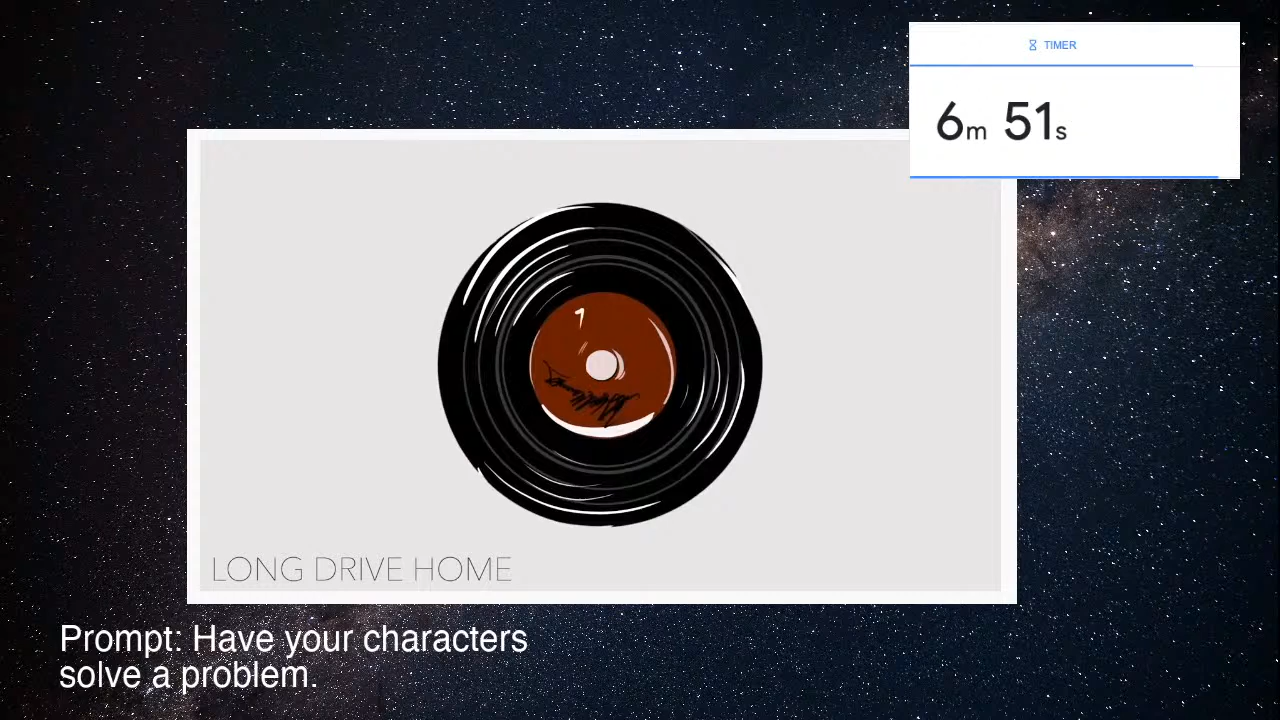 TIMER
6m 51s
LONG DRIVE HOME
Prompt: Have your characters
solve a problem.